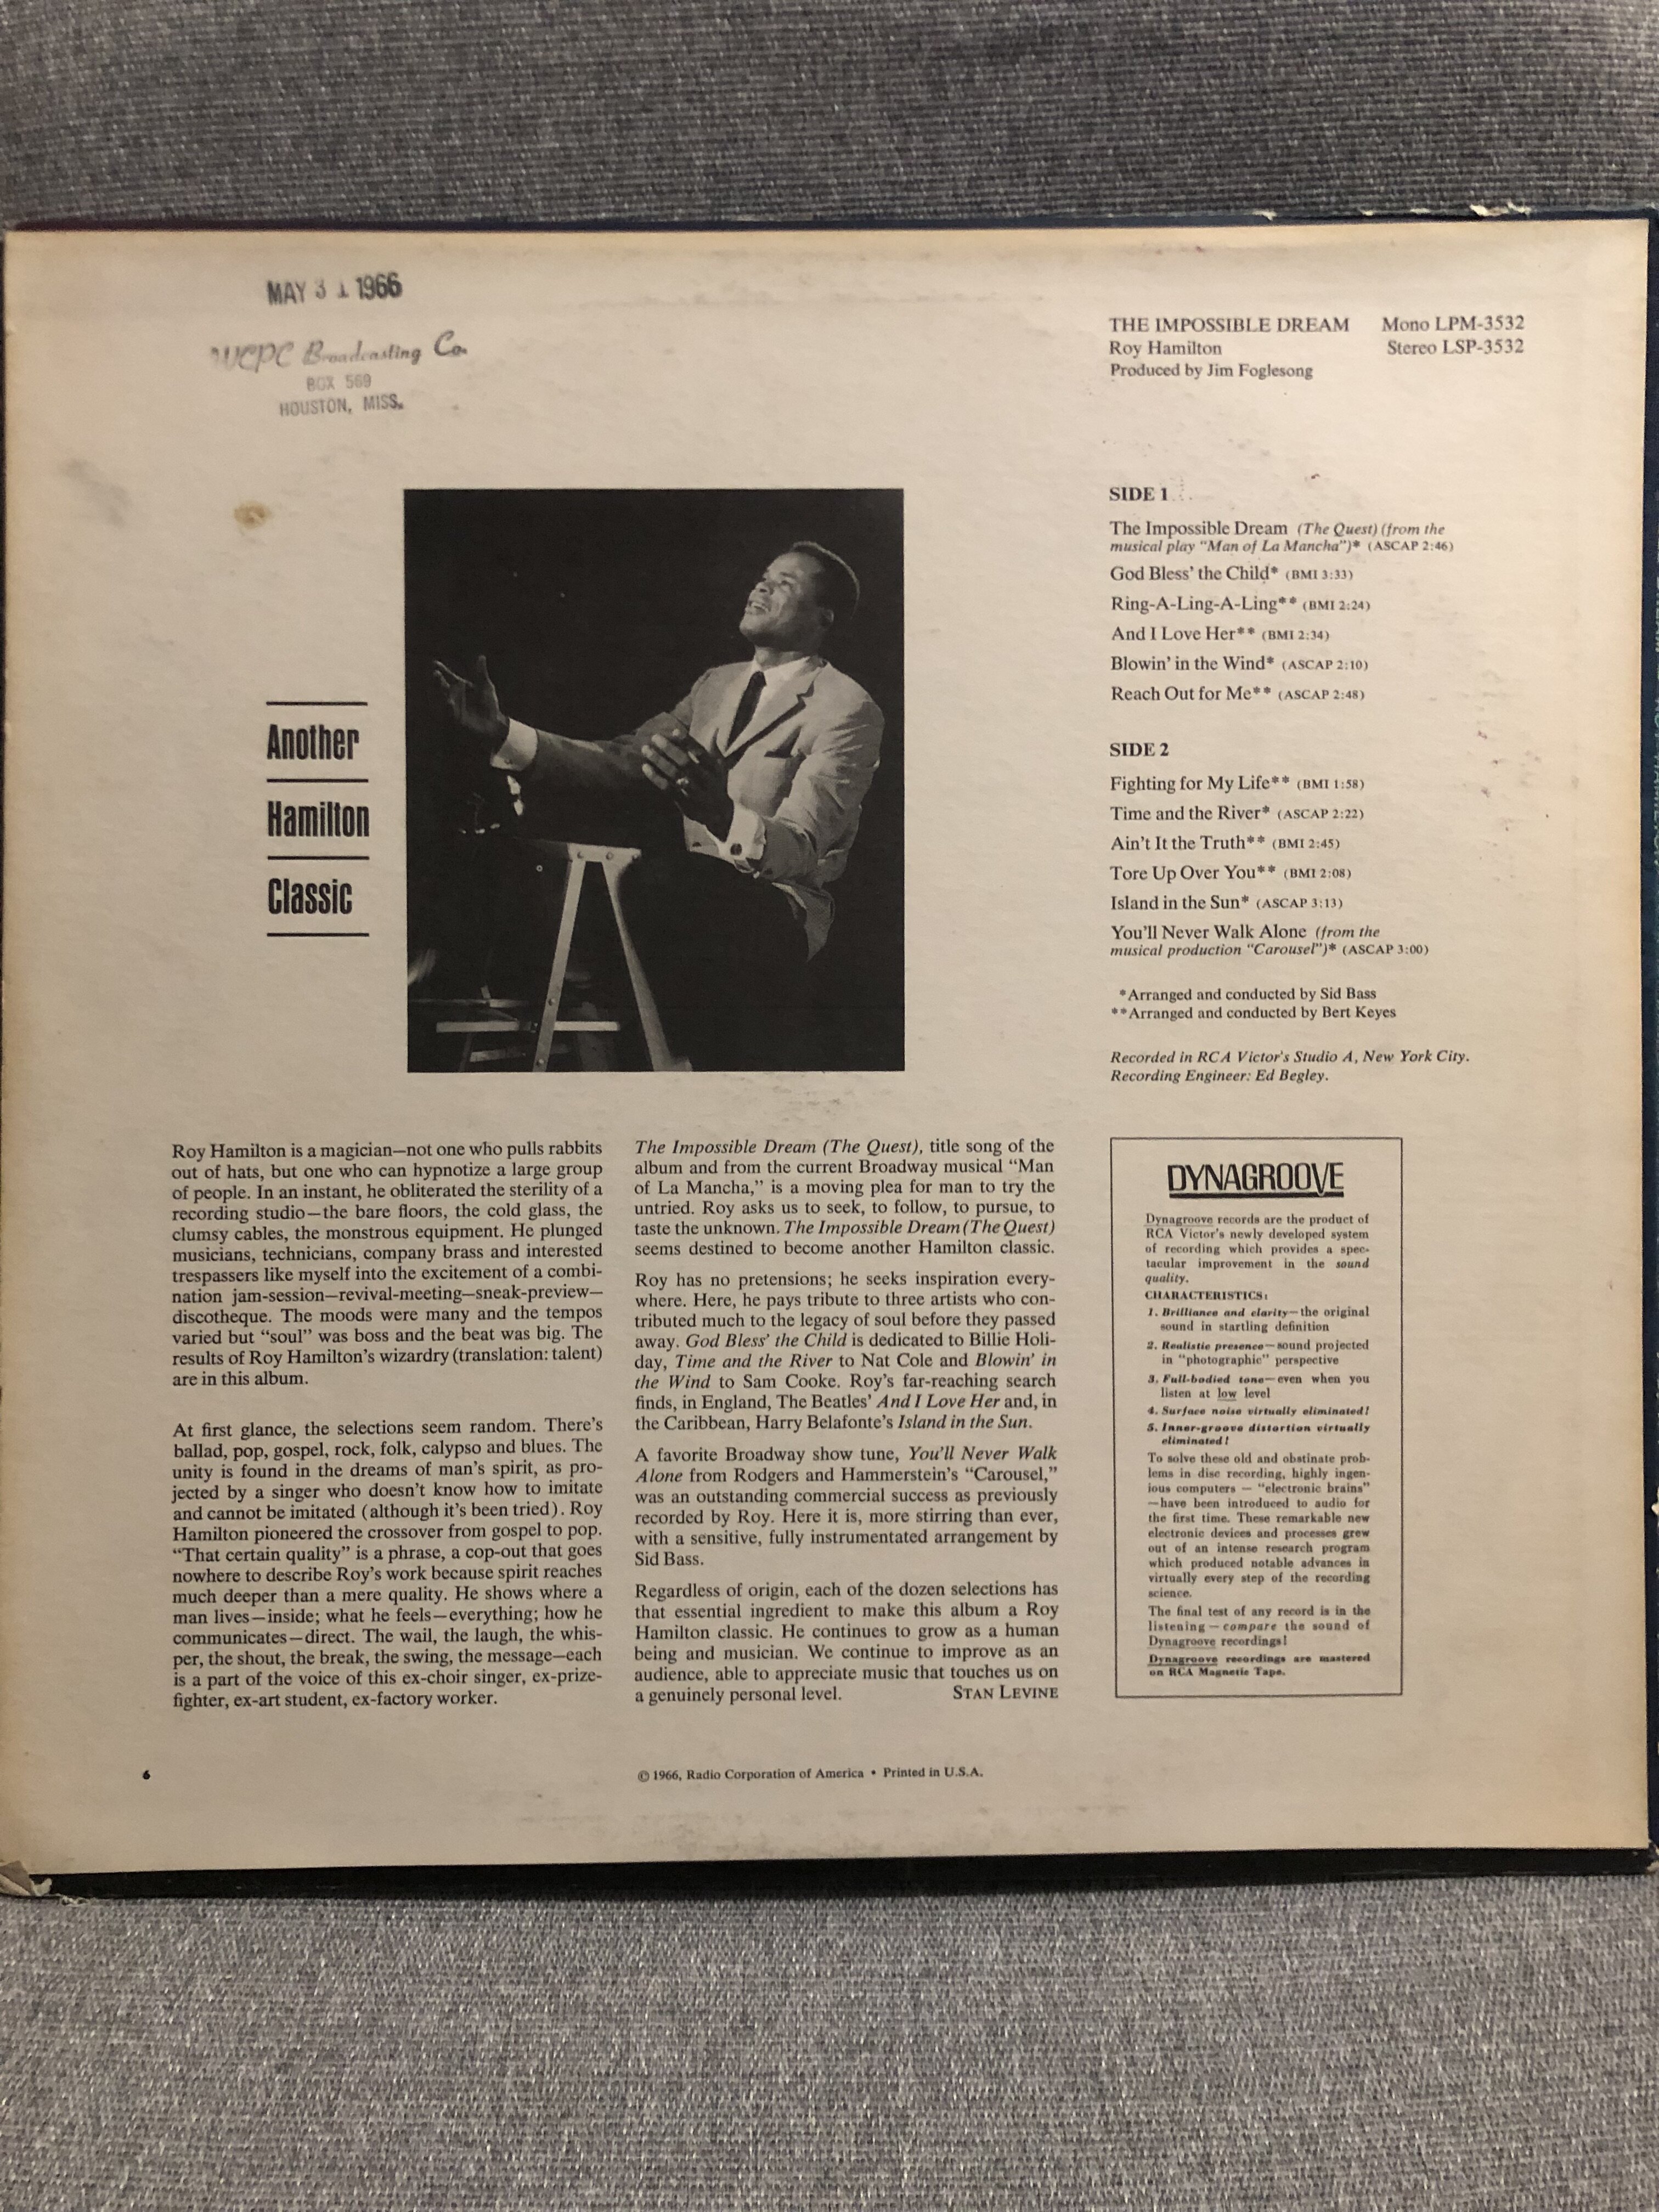 MAY 31 1966
WCPC Broadcasting Co.
BOX 569
HOUSTON, MISS.
THE IMPOSSIBLE DREAM Mono LPM-3532
Roy Hamilton Stereo LSP-3532
Produced by Jim Foglesong
SIDE 1
The Impossible Dream (The Quest) (from the
musical play “Man of La Mancha”)* (ASCAP 2:46)
God Bless’ the Child* (BMI 3:33)
Ring-A-Ling-A-Ling** (BMI 2:24)
And I Love Her** (BMI 2:34)
Blowin’ in the Wind* (ASCAP 2:10)
Reach Out for Me** (ASCAP 2:48)
SIDE 2
Fighting for My Life** (BMI 1:58)
Time and the River* (ASCAP 2:22)
Ain’t It the Truth** (BMI 2:45)
Tore Up Over You** (BMI 2:08)
Island in the Sun* (ASCAP 3:13)
You’ll Never Walk Alone (from the
musical production “Carousel”)* (ASCAP 3:00)
*Arranged and conducted by Sid Bass
**Arranged and conducted by Bert Keyes
Recorded in RCA Victor’s Studio A, New York City.
Recording Engineer: Ed Begley.
Another
Hamilton
Classic
Roy Hamilton is a magician—not one who pulls rabbits
out of hats, but one who can hypnotize a large group
of people. In an instant, he obliterated the sterility of a
recording studio—the bare floors, the cold glass, the
clumsy cables, the monstrous equipment. He plunged
musicians, technicians, company brass and interested
trespassers like myself into the excitement of a combi-
nation jam-session—revival-meeting—sneak-preview—
discotheque. The moods were many and the tempos
varied but “soul” was boss and the beat was big. The
results of Roy Hamilton’s wizardry (translation: talent)
are in this album.
At first glance, the selections seem random. There’s
ballad, pop, gospel, rock, folk, calypso and blues. The
unity is found in the dreams of man’s spirit, as pro-
jected by a singer who doesn’t know how to imitate
and cannot be imitated (although it’s been tried). Roy
Hamilton pioneered the crossover from gospel to pop.
“That certain quality” is a phrase, a cop-out that goes
nowhere to describe Roy’s work because spirit reaches
much deeper than a mere quality. He shows where a
man lives—inside; what he feels—everything; how he
communicates—direct. The wail, the laugh, the whis-
per, the shout, the break, the swing, the message—each
is a part of the voice of this ex-choir singer, ex-prize-
fighter, ex-art student, ex-factory worker.
The Impossible Dream (The Quest), title song of the
album and from the current Broadway musical “Man
of La Mancha,” is a moving plea for man to try the
untried. Roy asks us to seek, to follow, to pursue, to
taste the unknown. The Impossible Dream (The Quest)
seems destined to become another Hamilton classic.
Roy has no pretensions; he seeks inspiration every-
where. Here, he pays tribute to three artists who con-
tributed much to the legacy of soul before they passed
away. God Bless’ the Child is dedicated to Billie Holi-
day, Time and the River to Nat Cole and Blowin’ in
the Wind to Sam Cooke. Roy’s far-reaching search
finds, in England, The Beatles’ And I Love Her and, in
the Caribbean, Harry Belafonte’s Island in the Sun.
A favorite Broadway show tune, You’ll Never Walk
Alone from Rodgers and Hammerstein’s “Carousel,”
was an outstanding commercial success as previously
recorded by Roy. Here it is, more stirring than ever,
with a sensitive, fully instrumentated arrangement by
Sid Bass.
Regardless of origin, each of the dozen selections has
that essential ingredient to make this album a Roy
Hamilton classic. He continues to grow as a human
being and musician. We continue to improve as an
audience, able to appreciate music that touches us on
a genuinely personal level. STAN LEVINE
DYNAGROOVE
Dynagroove records are the product of
RCA Victor’s newly developed system
of recording which provides a spec-
tacular improvement in the sound
quality.
CHARACTERISTICS:
1. Brilliance and clarity—the original
sound in startling definition
2. Realistic presence—sound projected
in “photographic” perspective
3. Full-bodied tone—even when you
listen at low level
4. Surface noise virtually eliminated!
5. Inner-groove distortion virtually
eliminated!
To solve these old and obstinate prob-
lems in disc recording, highly ingen-
ious computers — “electronic brains”
—have been introduced to audio for
the first time. These remarkable new
electronic devices and processes grew
out of an intense research program
which produced notable advances in
virtually every step of the recording
science.
The final test of any record is in the
listening — compare the sound of
Dynagroove recordings!
Dynagroove recordings are mastered
on RCA Magnetic Tape.
6
© 1966, Radio Corporation of America • Printed in U.S.A.